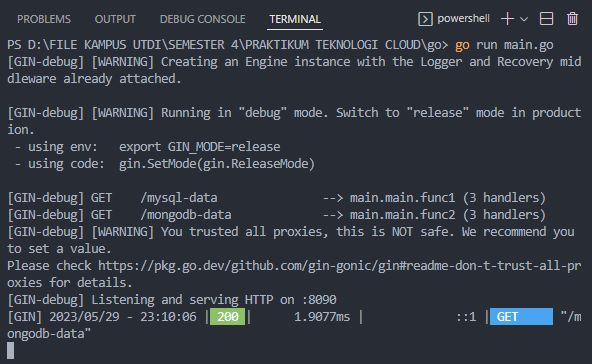 PROBLEMS OUTPUT DEBUG CONSOLE TERMINAL powershell
PS D:\FILE KAMPUS UTDI\SEMESTER 4\PRAKTIKUM TEKNOLOGI CLOUD\go> go run main.go
[GIN-debug] [WARNING] Creating an Engine instance with the Logger and Recovery mid
dleware already attached.
[GIN-debug] [WARNING] Running in "debug" mode. Switch to "release" mode in product
ion.
- using env: export GIN_MODE=release
- using code: gin.SetMode(gin.ReleaseMode)
[GIN-debug] GET /mysql-data --> main.main.func1 (3 handlers)
[GIN-debug] GET /mongodb-data --> main.main.func2 (3 handlers)
[GIN-debug] [WARNING] You trusted all proxies, this is NOT safe. We recommend you
to set a value.
Please check https://pkg.go.dev/github.com/gin-gonic/gin#readme-don-t-trust-all-pr
oxies for details.
[GIN-debug] Listening and serving HTTP on :8090
[GIN] 2023/05/29 - 23:10:06 | 200 | 1.9077ms | ::1 | GET "/m
ongodb-data"